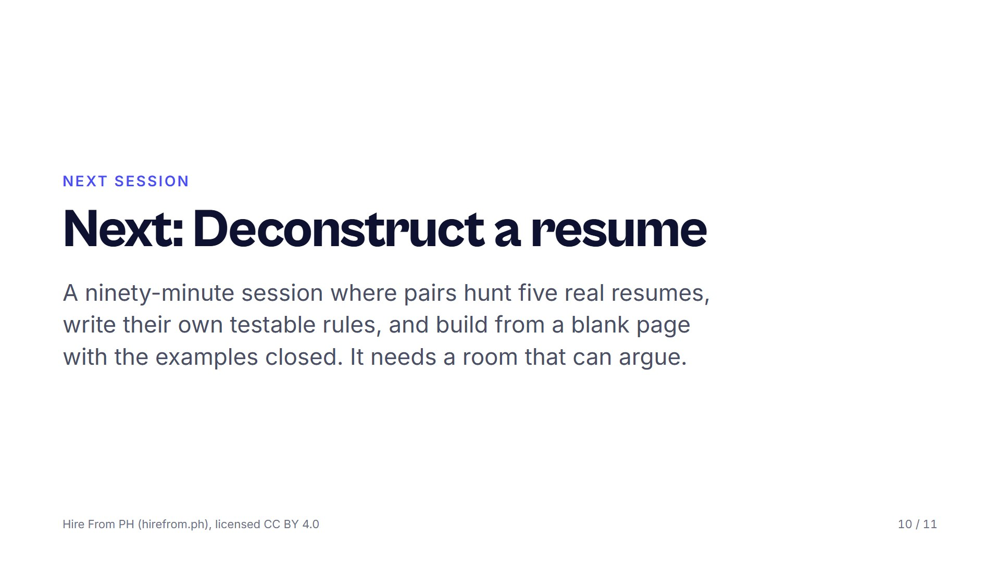 NEXT SESSION
Next: Deconstruct a resume
A ninety-minute session where pairs hunt five real resumes,
write their own testable rules, and build from a blank page
with the examples closed. It needs a room that can argue.
Hire From PH (hirefrom.ph), licensed CC BY 4.0
10 / 11